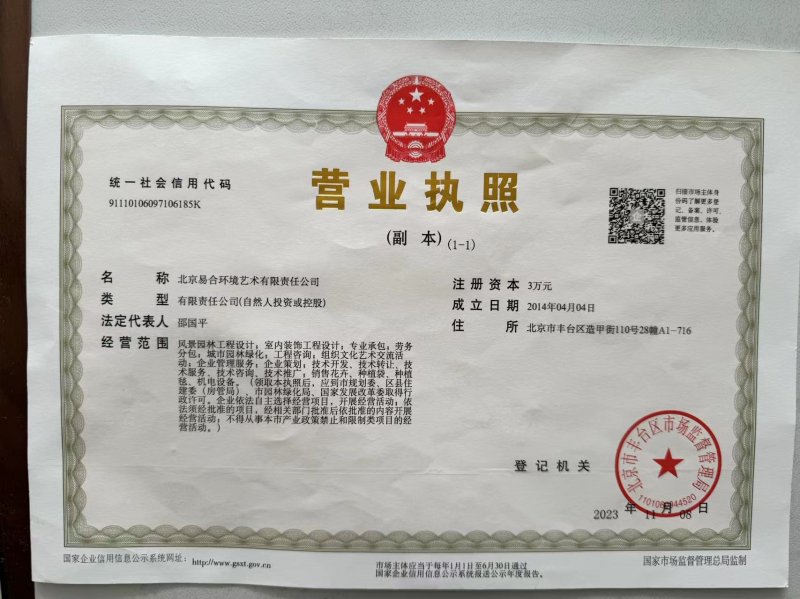 统一社会信用代码
91110106097106185K
营业执照
(副 本)(1-1)
扫描市场主体身
份码了解更多登
记、备案、许可、
监管信息，体验
更多应用服务。
名 称 北京易合环境艺术有限责任公司
类 型 有限责任公司(自然人投资或控股)
法定代表人 邵国平
经营范围 风景园林工程设计；室内装饰工程设计；专业承包；劳务
分包；城市园林绿化；工程咨询；组织文化艺术交流活
动；企业管理服务；企业策划；技术开发、技术转让、技
术服务、技术咨询、技术推广；销售花卉、种植袋、种植
毯、机电设备。（领取本执照后，应到市规划委、区县住
建委（房管局）、市园林绿化局、国家发展改革委取得行
政许可。企业依法自主选择经营项目，开展经营活动；依
法须经批准的项目，经相关部门批准后依批准的内容开展
经营活动；不得从事本市产业政策禁止和限制类项目的经
营活动。）
注册资本 3万元
成立日期 2014年04月04日
住 所 北京市丰台区造甲街110号28幢A1-716
登记机关
北京市丰台区市场监督管理局
2023 年 11 月 08 日
国家企业信用信息公示系统网址：http://www.gsxt.gov.cn
市场主体应当于每年1月1日至6月30日通过
国家企业信用信息公示系统报送公示年度报告。
国家市场监督管理总局监制